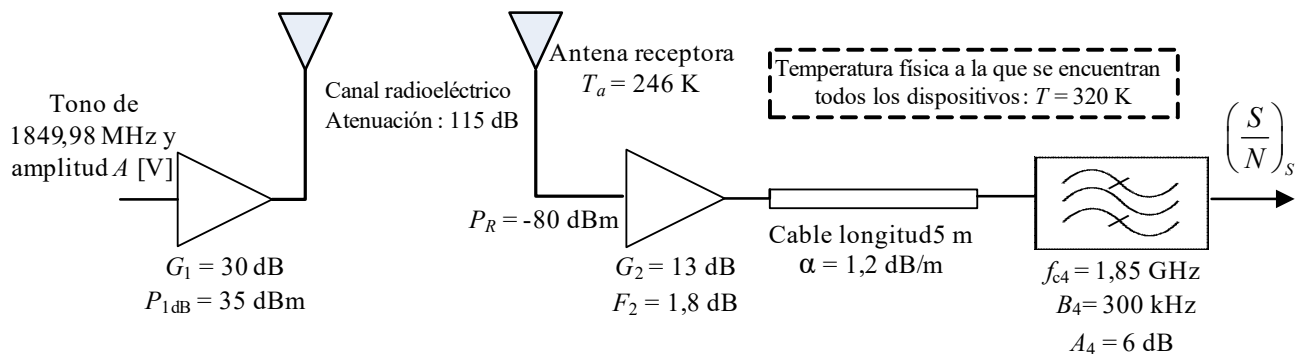 Tono de
1849,98 MHz y
amplitud A [V]
G1 = 30 dB
P1dB = 35 dBm
Canal radioeléctrico
Atenuación : 115 dB
Antena receptora
Ta = 246 K
PR = -80 dBm
G2 = 13 dB
F2 = 1,8 dB
Temperatura física a la que se encuentran
todos los dispositivos : T = 320 K
Cable longitud5 m
α = 1,2 dB/m
fc4 = 1,85 GHz
B4= 300 kHz
A4 = 6 dB
(S/N)S